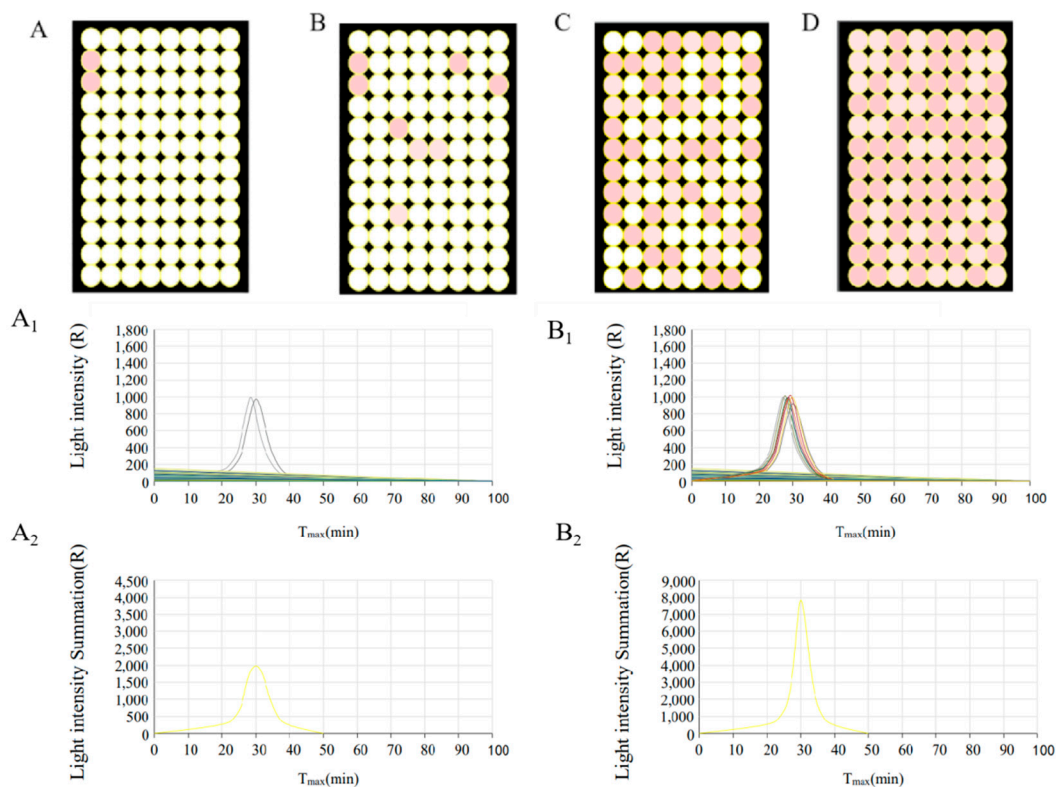 A
B
C
D
A1
Light intensity (R)
1,800
1,600
1,400
1,200
1,000
800
600
400
200
0
0 10 20 30 40 50 60 70 80 90 100
Tmax(min)
B1
Light intensity (R)
1,800
1,600
1,400
1,200
1,000
800
600
400
200
0
0 10 20 30 40 50 60 70 80 90 100
Tmax(min)
A2
Light intensity Summation(R)
4,500
4,000
3,500
3,000
2,500
2,000
1,500
1,000
500
0
0 10 20 30 40 50 60 70 80 90 100
Tmax(min)
B2
Light intensity Summation(R)
9,000
8,000
7,000
6,000
5,000
4,000
3,000
2,000
1,000
0
0 10 20 30 40 50 60 70 80 90 100
Tmax(min)